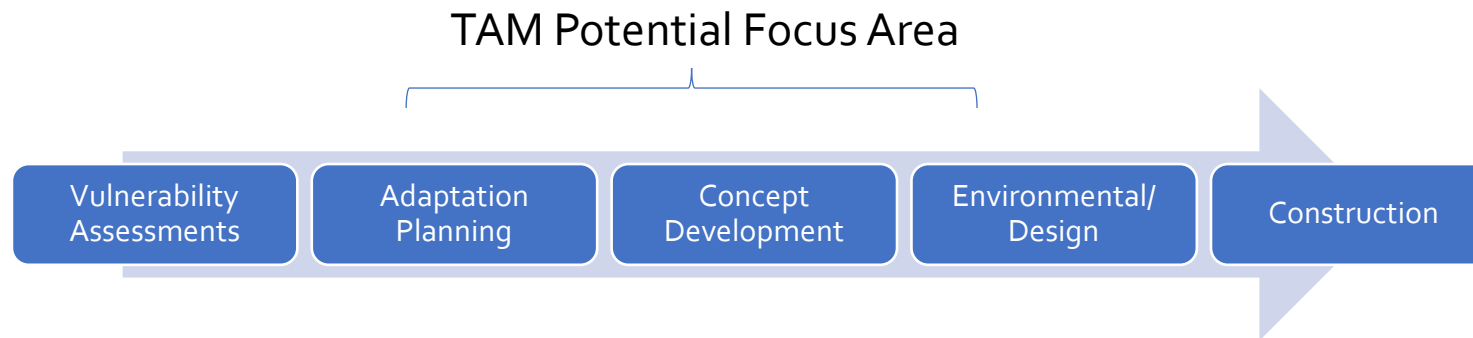 TAM Potential Focus Area
Vulnerability
Assessments
Adaptation
Planning
Concept
Development
Environmental/
Design
Construction